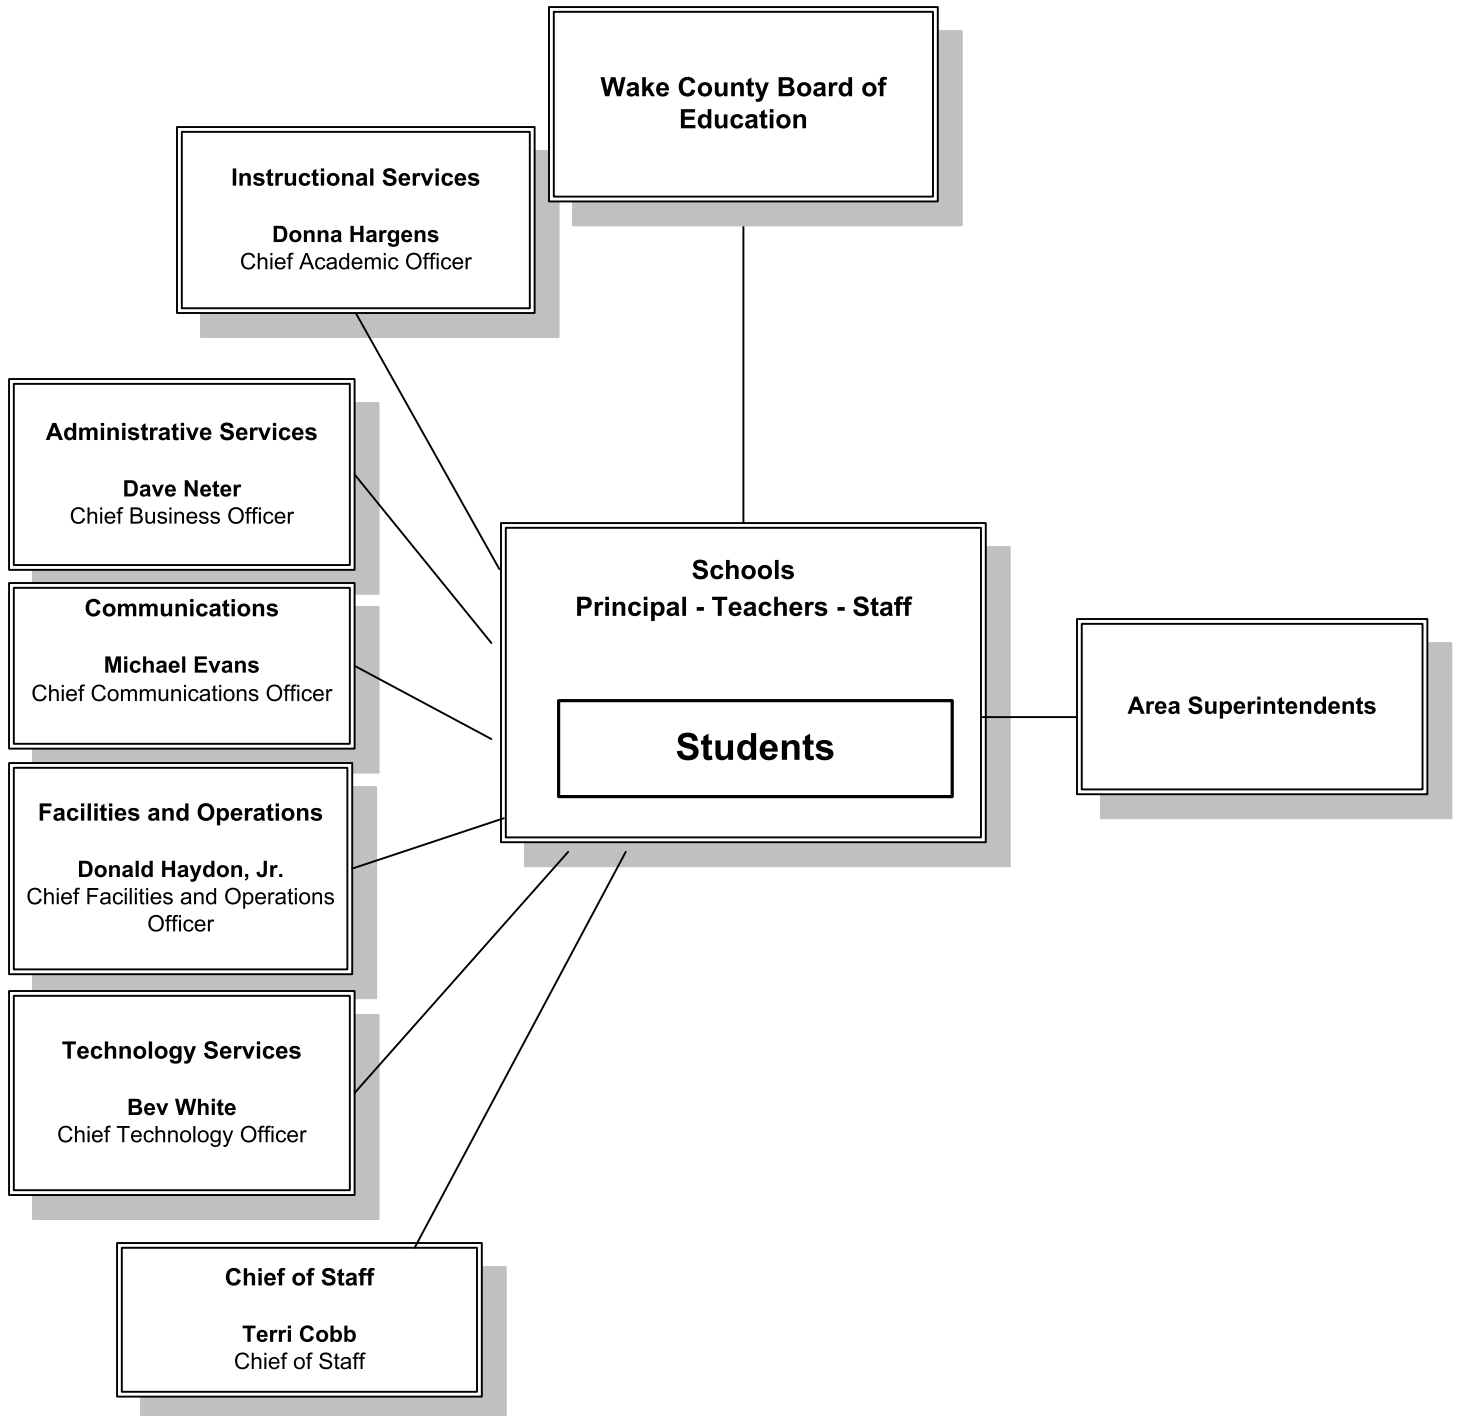 Wake County Board of
Education
Instructional Services
Donna Hargens
Chief Academic Officer
Administrative Services
Dave Neter
Chief Business Officer
Communications
Michael Evans
Chief Communications Officer
Facilities and Operations
Donald Haydon, Jr.
Chief Facilities and Operations
Officer
Technology Services
Bev White
Chief Technology Officer
Chief of Staff
Terri Cobb
Chief of Staff
Schools
Principal - Teachers - Staff
Students
Area Superintendents